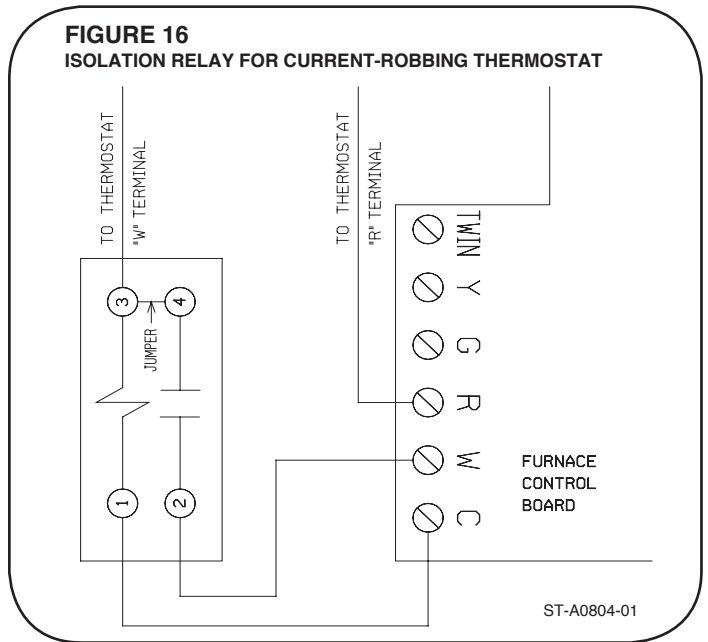 FIGURE 16
ISOLATION RELAY FOR CURRENT-ROBBING THERMOSTAT
TO THERMOSTAT
"W" TERMINAL
TO THERMOSTAT
"R" TERMINAL
3
4
JUMPER
1
2
TWIN
Y
G
R
W
C
FURNACE
CONTROL
BOARD
ST-A0804-01